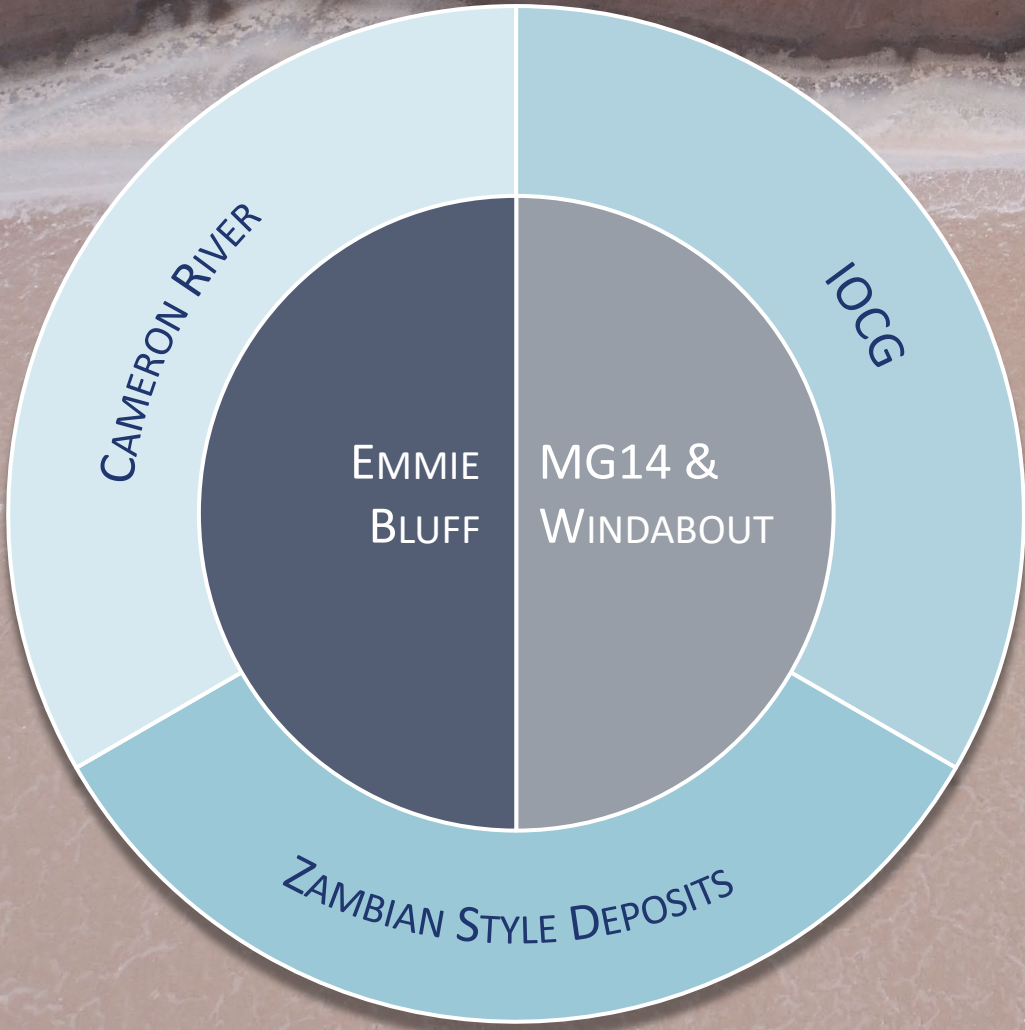 CAMERON RIVER
IOCG
EMMIE
BLUFF
MG14 &
WINDABOUT
ZAMBIAN STYLE DEPOSITS